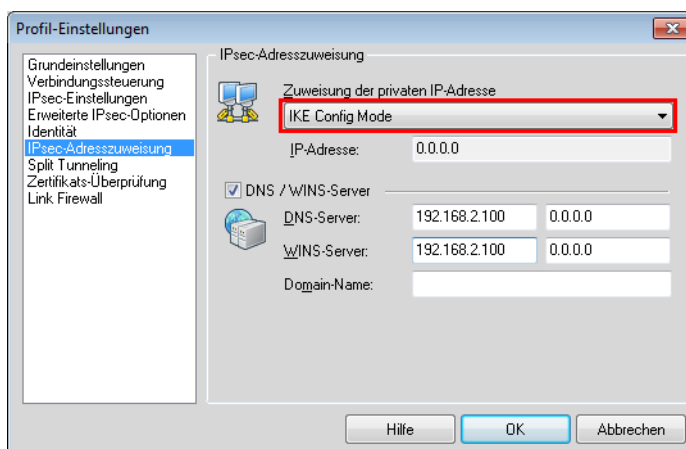 Profil-Einstellungen
Grundeinstellungen
Verbindungssteuerung
IPsec-Einstellungen
Erweiterte IPsec-Optionen
Identität
IPsec-Adresszuweisung
Split Tunneling
Zertifikats-Überprüfung
Link Firewall
IPsec-Adresszuweisung
Zuweisung der privaten IP-Adresse
IKE Config Mode
IP-Adresse: 0.0.0.0
DNS / WINS-Server
DNS-Server: 192.168.2.100 0.0.0.0
WINS-Server: 192.168.2.100 0.0.0.0
Domain-Name:
Hilfe OK Abbrechen